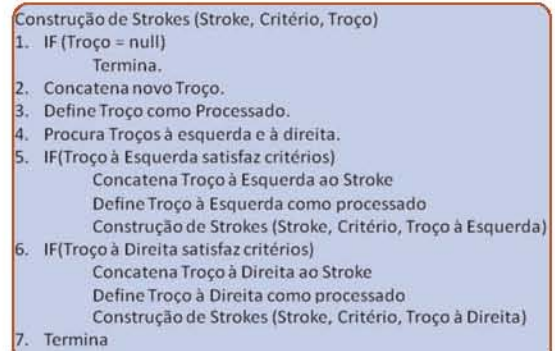 Construção de Strokes (Stroke, Critério, Troço)
1. IF (Troço = null)
Termina.
2. Concatena novo Troço.
3. Define Troço como Processado.
4. Procura Troços à esquerda e à direita.
5. IF(Troço à Esquerda satisfaz critérios)
Concatena Troço à Esquerda ao Stroke
Define Troço à Esquerda como processado
Construção de Strokes (Stroke, Critério, Troço à Esquerda)
6. IF(Troço à Direita satisfaz critérios)
Concatena Troço à Direita ao Stroke
Define Troço à Direita como processado
Construção de Strokes (Stroke, Critério, Troço à Direita)
7. Termina